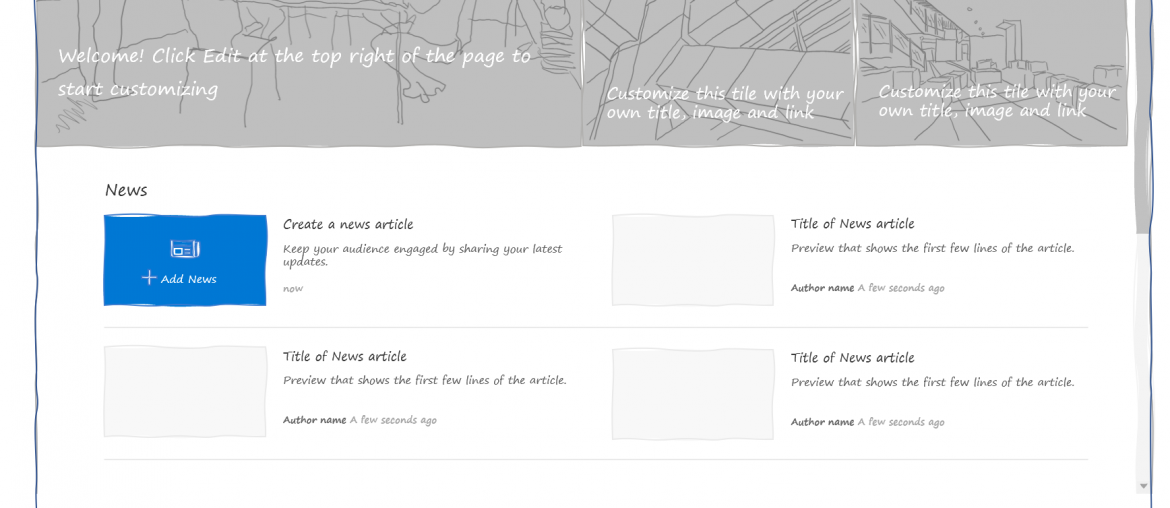 Welcome! Click Edit at the top right of the page to
start customizing
Customize this tile with your
own title, image and link
Customize this tile with your
own title, image and link
News
Add News
Create a news article
Keep your audience engaged by sharing your latest
updates.
now
Title of News article
Preview that shows the first few lines of the article.
Author name A few seconds ago
Title of News article
Preview that shows the first few lines of the article.
Author name A few seconds ago
Title of News article
Preview that shows the first few lines of the article.
Author name A few seconds ago